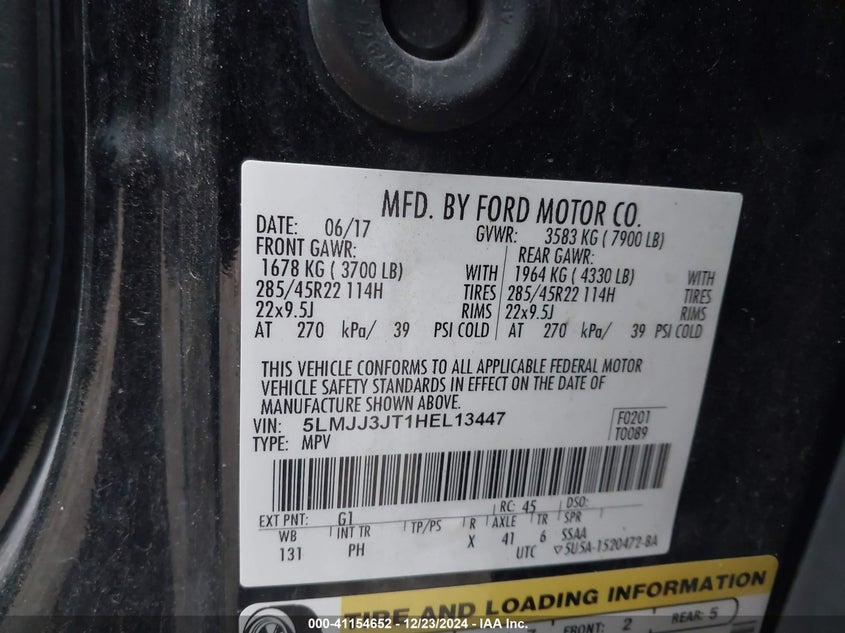 MFD. BY FORD MOTOR CO.
DATE: 06/17 GVWR: 3583 KG ( 7900 LB)
FRONT GAWR: REAR GAWR:
1678 KG ( 3700 LB) WITH 1964 KG ( 4330 LB) WITH
285/45R22 114H TIRES 285/45R22 114H TIRES
22x9.5J RIMS 22x9.5J RIMS
AT 270 kPa/ 39 PSI COLD AT 270 kPa/ 39 PSI COLD
THIS VEHICLE CONFORMS TO ALL APPLICABLE FEDERAL MOTOR
VEHICLE SAFETY STANDARDS IN EFFECT ON THE DATE OF
MANUFACTURE SHOWN ABOVE.
VIN: 5LMJJ3JT1HEL13447 F0201
TYPE: MPV T0089
EXT PNT: G1 RC: 45 DSO:
WB INT TR TP/PS R AXLE TR SPR
131 PH X 41 6 SSAA
UTC ▽5U5A-1520472-BA
TIRE AND LOADING INFORMATION
FRONT: 2 REAR: 5
000-41154652 - 12/23/2024 - IAA Inc.